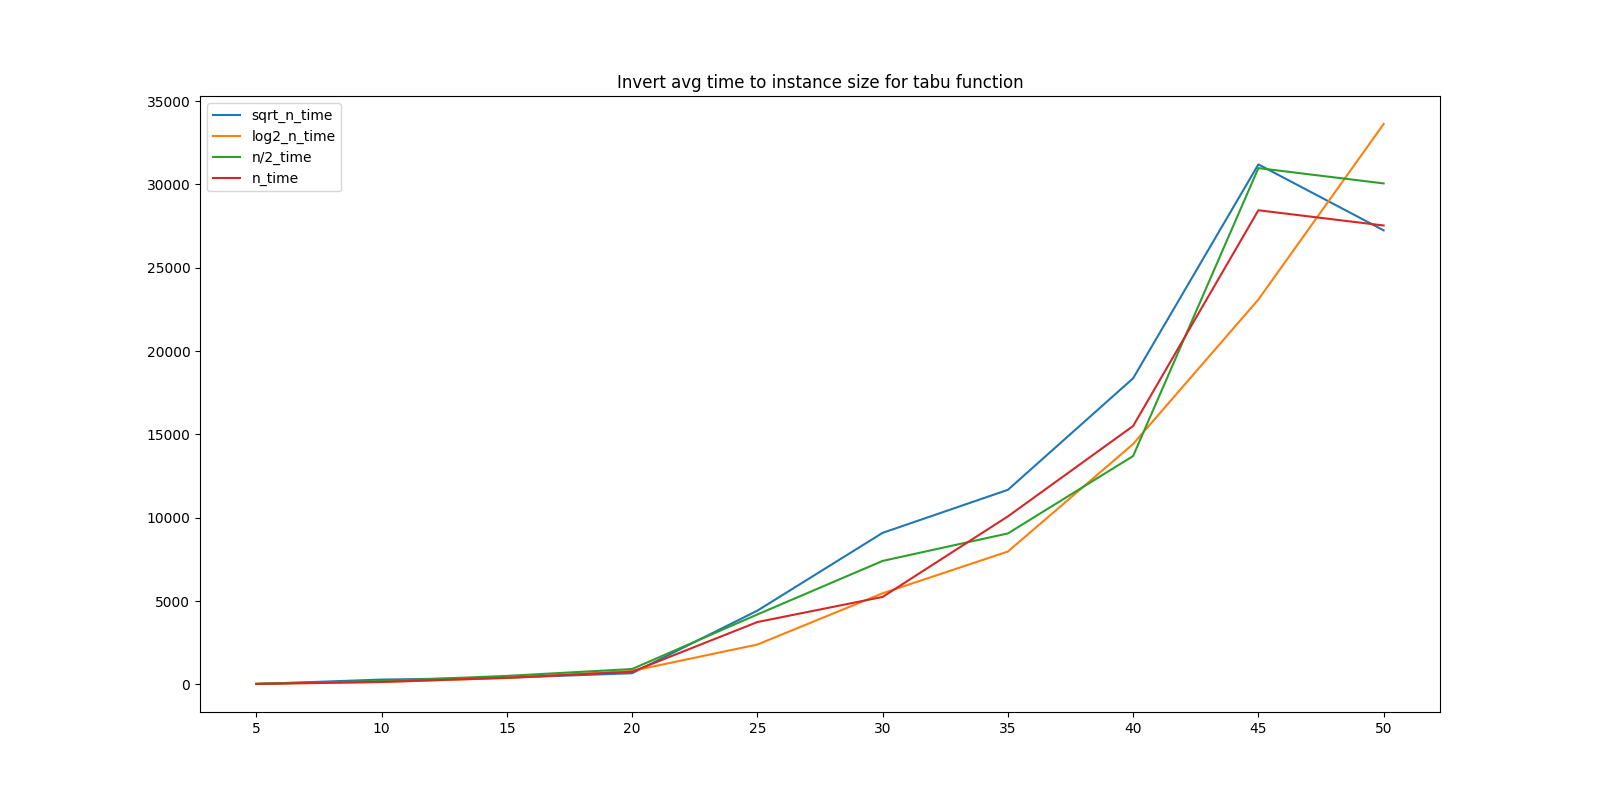 Invert avg time to instance size for tabu function
35000
30000
25000
20000
15000
10000
5000
0
sqrt_n_time
log2_n_time
n/2_time
n_time
5 10 15 20 25 30 35 40 45 50